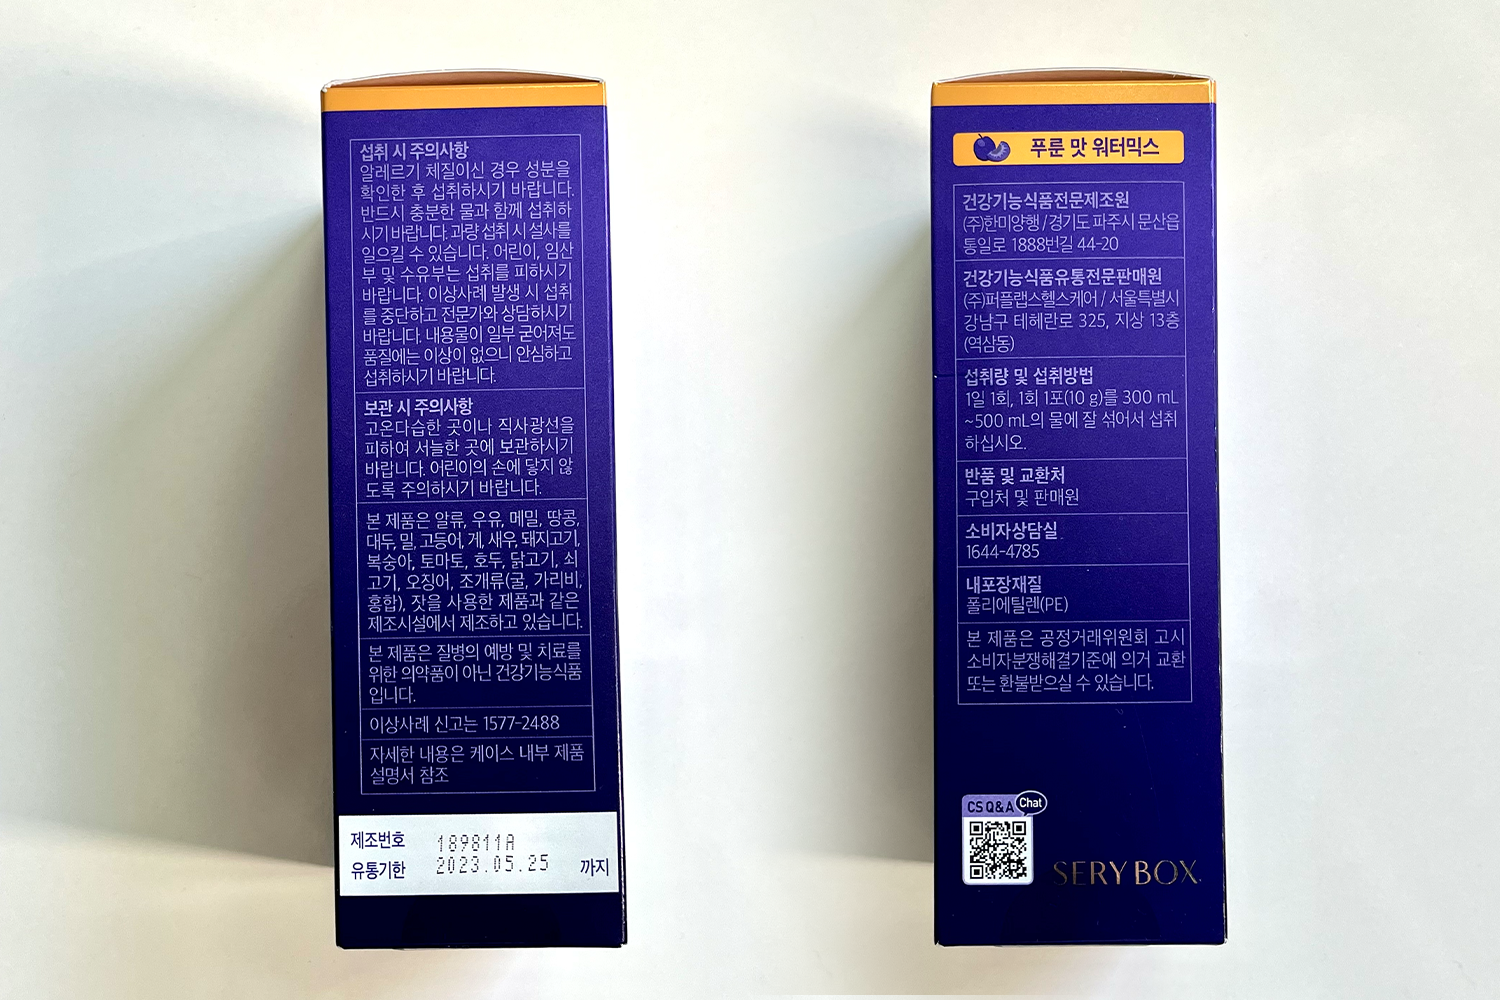 섭취 시 주의사항
알레르기 체질이신 경우 성분을
확인한 후 섭취하시기 바랍니다.
반드시 충분한 물과 함께 섭취하
시기 바랍니다. 과량 섭취 시 설사를
일으킬 수 있습니다. 어린이, 임산
부 및 수유부는 섭취를 피하시기
바랍니다. 이상사례 발생 시 섭취
를 중단하고 전문가와 상담하시기
바랍니다. 내용물이 일부 굳어져도
품질에는 이상이 없으니 안심하고
섭취하시기 바랍니다.
보관 시 주의사항
고온다습한 곳이나 직사광선을
피하여 서늘한 곳에 보관하시기
바랍니다. 어린이의 손에 닿지 않
도록 주의하시기 바랍니다.
본 제품은 알류, 우유, 메밀, 땅콩,
대두, 밀, 고등어, 게, 새우, 돼지고기,
복숭아, 토마토, 호두, 닭고기, 쇠
고기, 오징어, 조개류(굴, 가리비,
홍합), 잣을 사용한 제품과 같은
제조시설에서 제조하고 있습니다.
본 제품은 질병의 예방 및 치료를
위한 의약품이 아닌 건강기능식품
입니다.
이상사례 신고는 1577-2488
자세한 내용은 케이스 내부 제품
설명서 참조
제조번호 189811A
유통기한 2023.05.25 까지
푸룬 맛 워터믹스
건강기능식품전문제조원
(주)한미양행 / 경기도 파주시 문산읍
통일로 1888번길 44-20
건강기능식품유통전문판매원
(주)퍼플랩스헬스케어 / 서울특별시
강남구 테헤란로 325, 지상 13층
(역삼동)
섭취량 및 섭취방법
1일 1회, 1회 1포(10 g)를 300 mL
~500 mL의 물에 잘 섞어서 섭취
하십시오.
반품 및 교환처
구입처 및 판매원
소비자상담실
1644-4785
내포장재질
폴리에틸렌(PE)
본 제품은 공정거래위원회 고시
소비자분쟁해결기준에 의거 교환
또는 환불받으실 수 있습니다.
CS Q&A Chat
SERY BOX